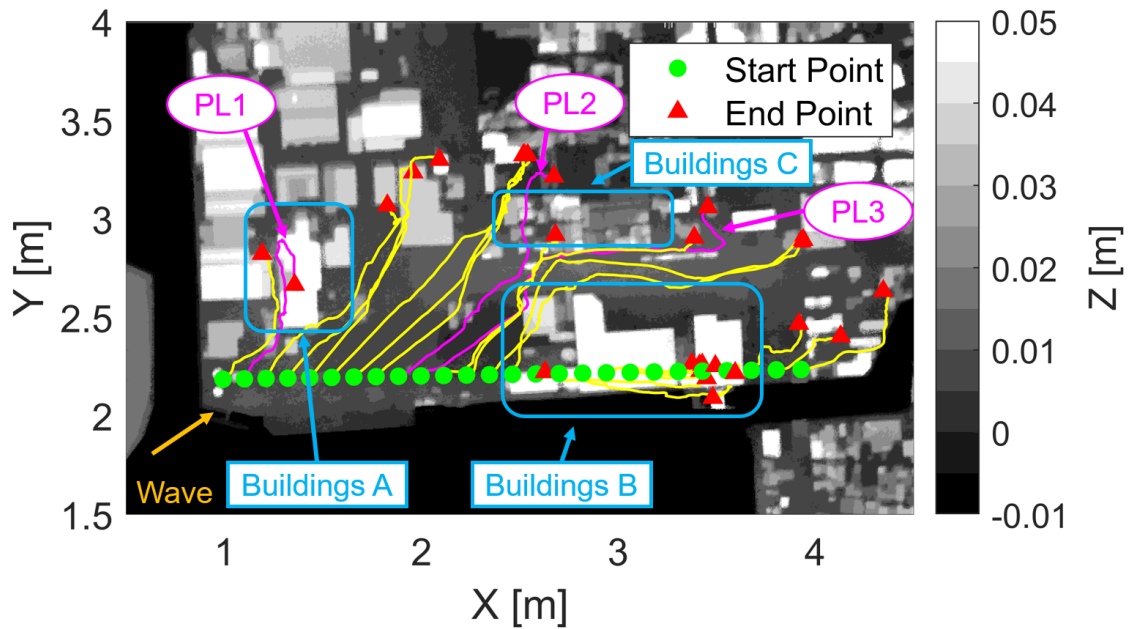 4
3.5
3
2.5
2
1.5
Y [m]
1
2
3
4
X [m]
PL1
PL2
PL3
Start Point
End Point
Buildings C
Buildings A
Buildings B
Wave
0.05
0.04
0.03
0.02
0.01
0
-0.01
Z [m]